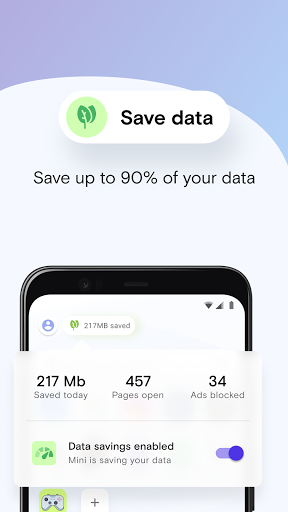 Save data
Save up to 90% of your data
217MB saved
217 Mb 457 34
Saved today Pages open Ads blocked
Data savings enabled
Mini is saving your data
+